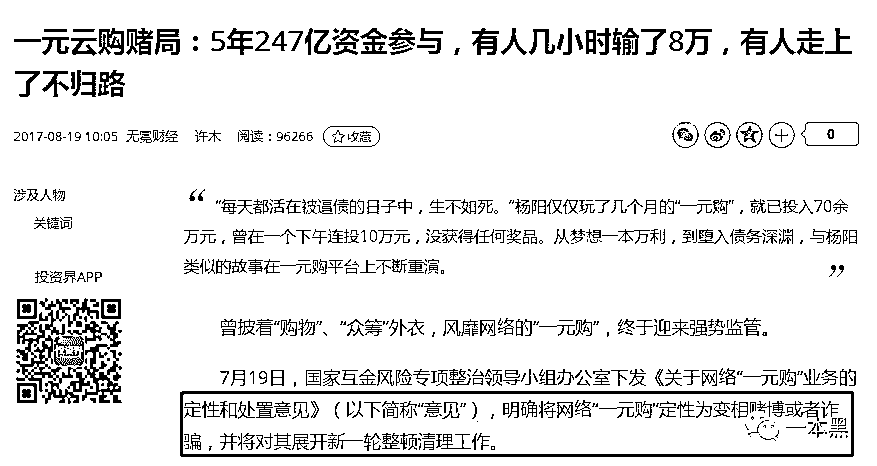 一元云购赌局：5年247亿资金参与，有人几小时输了8万，有人走上
了不归路
2017-08-19 10:05 无冕财经 许木 阅读：96266 ☆收藏
0
涉及人物
关键词
投资界APP
“
“每天都活在被逼债的日子中，生不如死。”杨阳仅仅玩了几个月的“一元购”，就已投入70余
万元，曾在一个下午连投10万元，没获得任何奖品。从梦想一本万利，到堕入债务深渊，与杨阳
类似的故事在一元购平台上不断重演。
”
曾披着“购物”、“众筹”外衣，风靡网络的“一元购”，终于迎来强势监管。
7月19日，国家互金风险专项整治领导小组办公室下发《关于网络“一元购”业务的
定性和处置意见》（以下简称“意见”），明确将网络“一元购”定性为变相赌博或者诈
骗，并将对其展开新一轮整顿清理工作。
一本黑